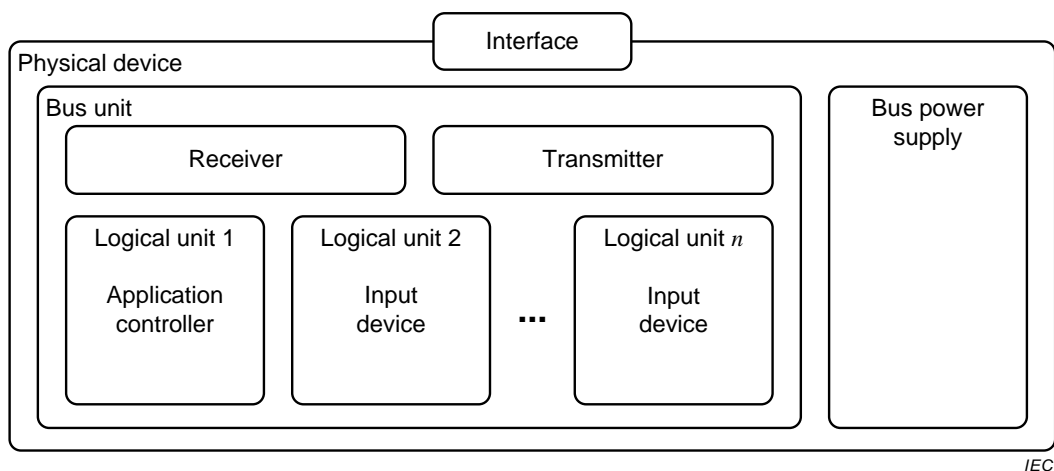 Interface
Physical device
Bus unit
Bus power
supply
Receiver
Transmitter
Logical unit 1
Application
controller
Logical unit 2
Input
device
...
Logical unit n
Input
device
IEC